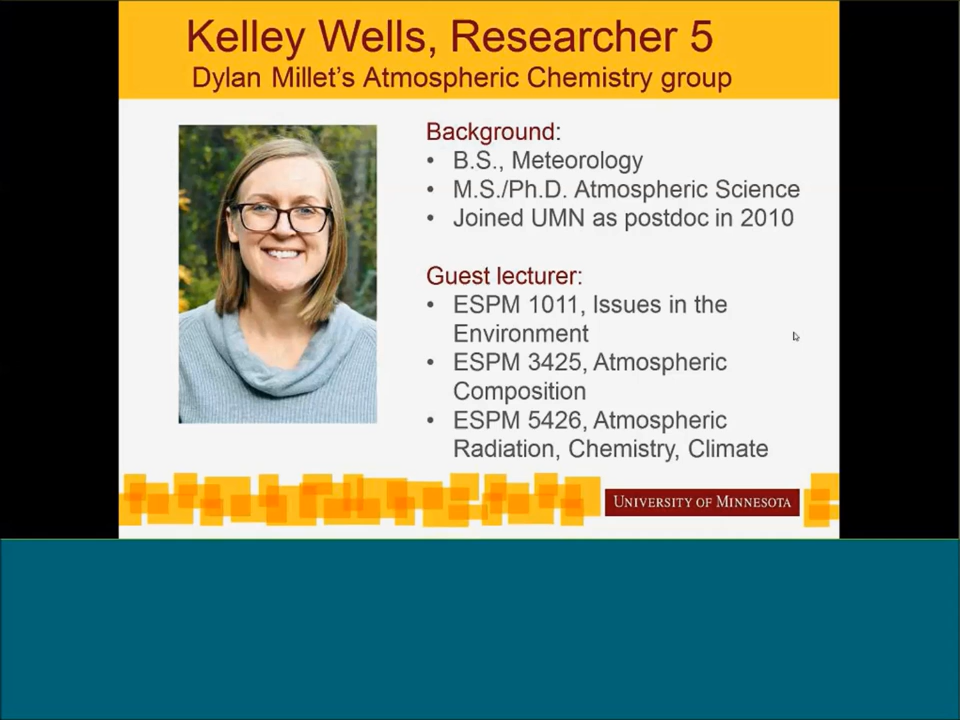 Kelley Wells, Researcher 5
Dylan Millet's Atmospheric Chemistry group
Background:
• B.S., Meteorology
• M.S./Ph.D. Atmospheric Science
• Joined UMN as postdoc in 2010
Guest lecturer:
• ESPM 1011, Issues in the
Environment
• ESPM 3425, Atmospheric
Composition
• ESPM 5426, Atmospheric
Radiation, Chemistry, Climate
UNIVERSITY OF MINNESOTA